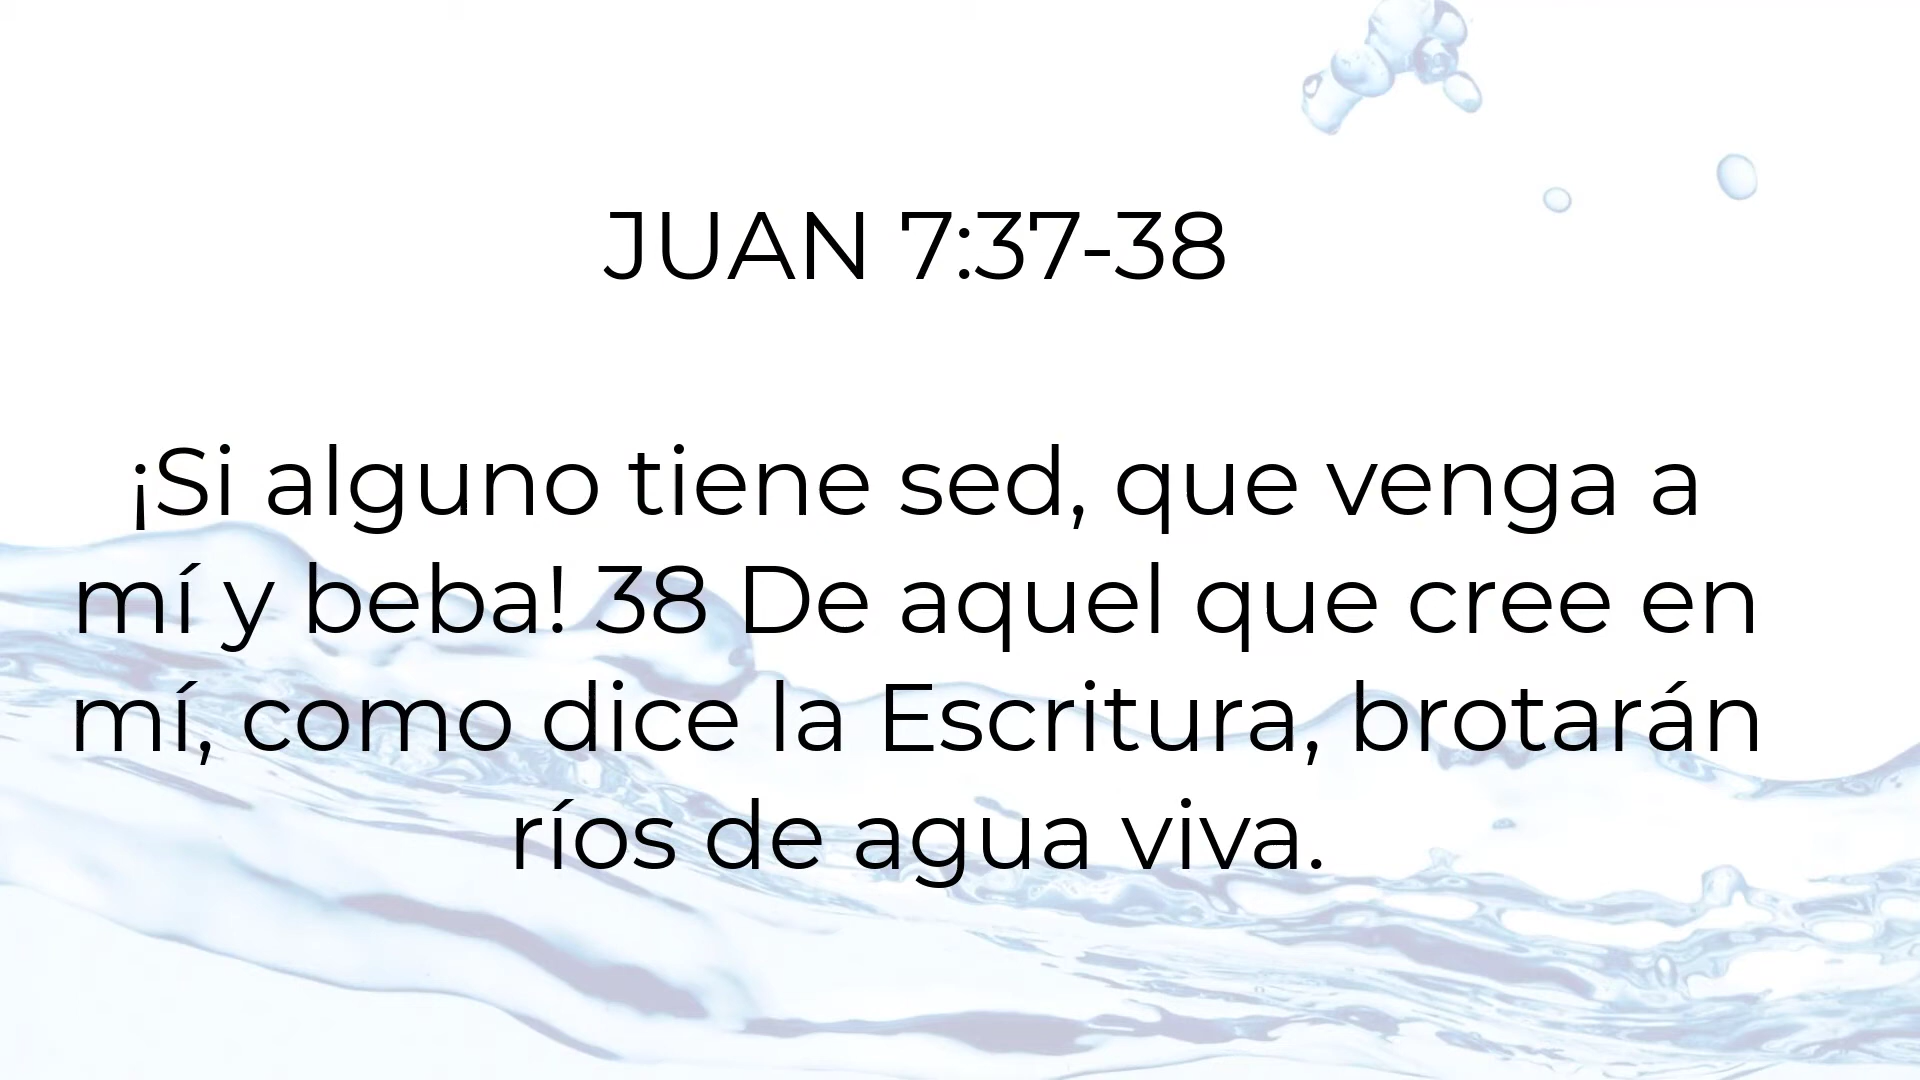 JUAN 7:37-38
¡Si alguno tiene sed, que venga a
mí y beba! 38 De aquel que cree en
mí, como dice la Escritura, brotarán
ríos de agua viva.